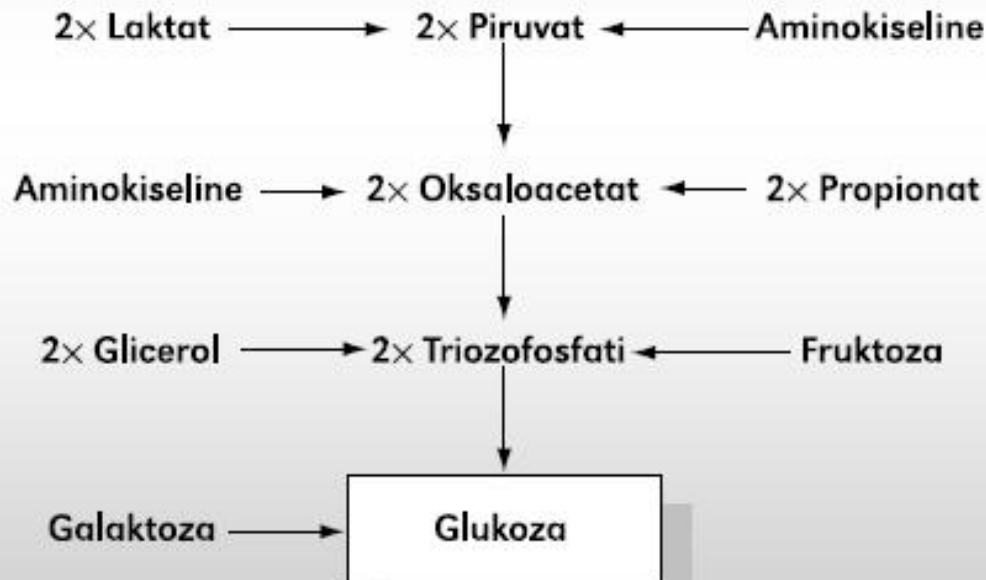 2× Laktat 2× Piruvat Aminokiseline
Aminokiseline 2× Oksaloacetat 2× Propionat
2× Glicerol 2× Triozofosfati Fruktoza
Galaktoza Glukoza